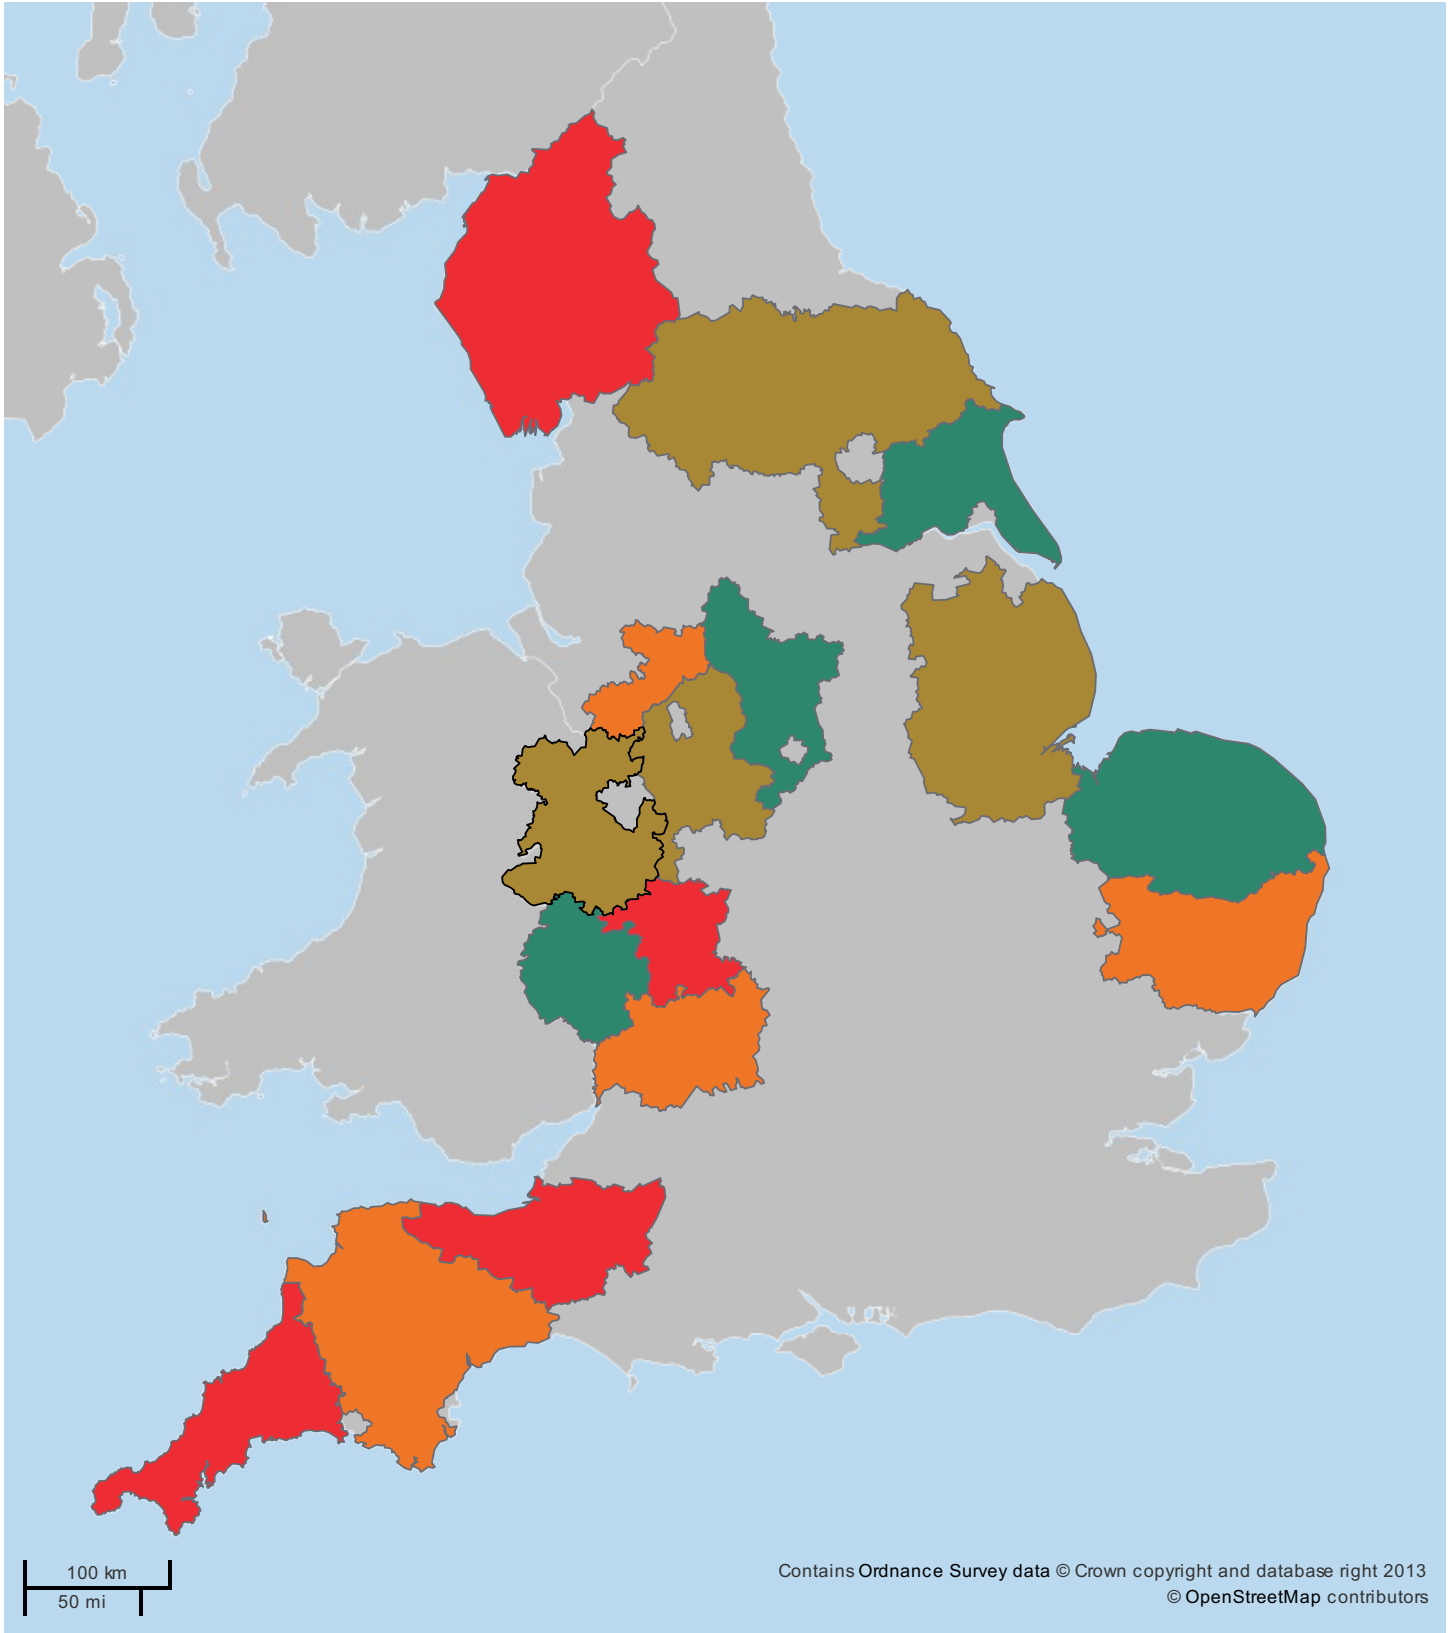 100 km
50 mi
Contains Ordnance Survey data © Crown copyright and database right 2013
© OpenStreetMap contributors